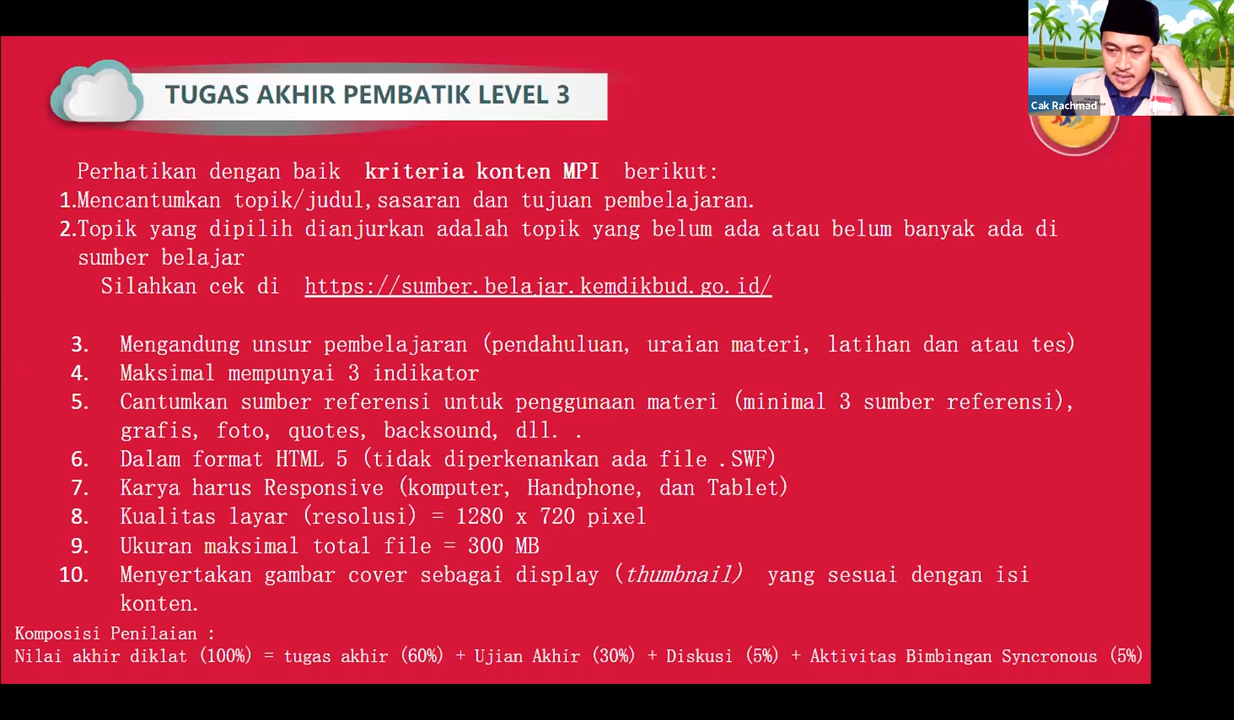 Cak Rachmad
TUGAS AKHIR PEMBATIK LEVEL 3
Perhatikan dengan baik kriteria konten MPI berikut:
1.Mencantumkan topik/judul,sasaran dan tujuan pembelajaran.
2.Topik yang dipilih dianjurkan adalah topik yang belum ada atau belum banyak ada di
sumber belajar
Silahkan cek di https://sumber.belajar.kemdikbud.go.id/
3. Mengandung unsur pembelajaran (pendahuluan, uraian materi, latihan dan atau tes)
4. Maksimal mempunyai 3 indikator
5. Cantumkan sumber referensi untuk penggunaan materi (minimal 3 sumber referensi),
grafis, foto, quotes, backsound, dll. .
6. Dalam format HTML 5 (tidak diperkenankan ada file .SWF)
7. Karya harus Responsive (komputer, Handphone, dan Tablet)
8. Kualitas layar (resolusi) = 1280 x 720 pixel
9. Ukuran maksimal total file = 300 MB
10. Menyertakan gambar cover sebagai display (thumbnail) yang sesuai dengan isi
konten.
Komposisi Penilaian :
Nilai akhir diklat (100%) = tugas akhir (60%) + Ujian Akhir (30%) + Diskusi (5%) + Aktivitas Bimbingan Syncronous (5%)